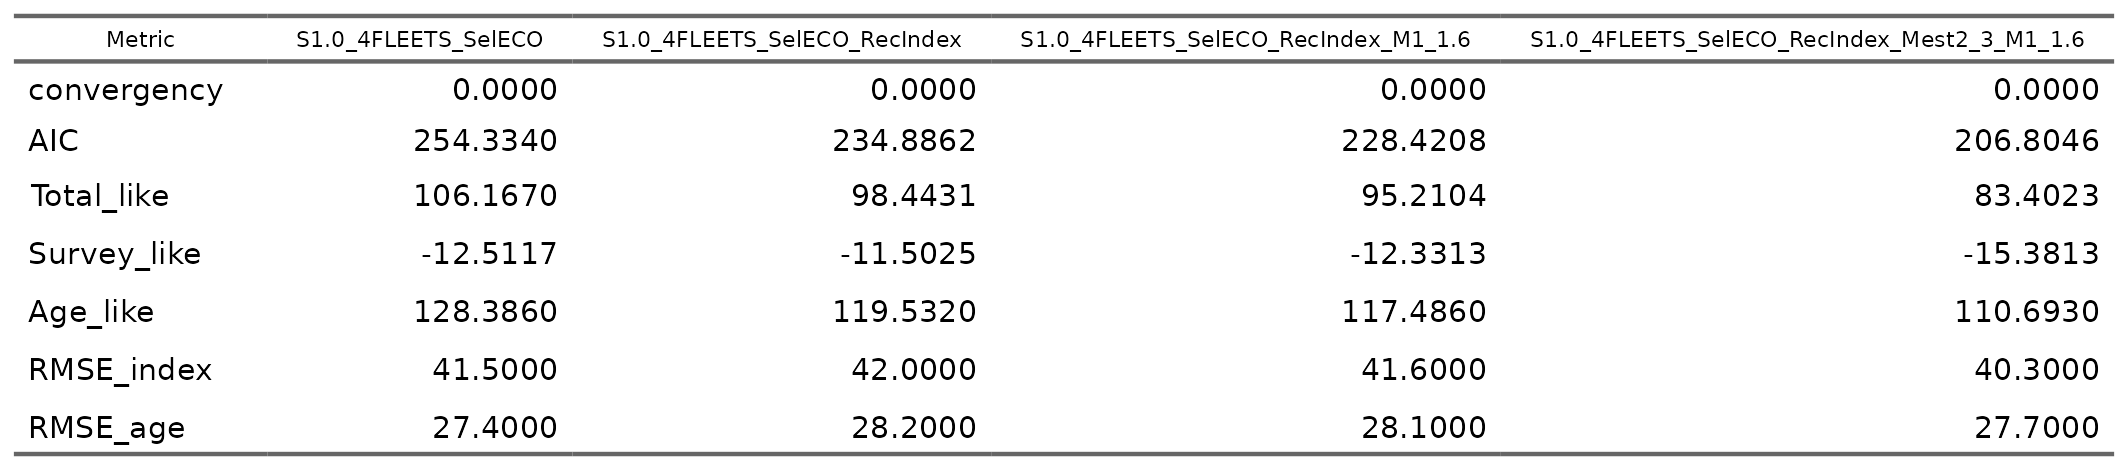 Metric S1.0_4FLEETS_SelECO S1.0_4FLEETS_SelECO_RecIndex S1.0_4FLEETS_SelECO_RecIndex_M1_1.6 S1.0_4FLEETS_SelECO_RecIndex_Mest2_3_M1_1.6
convergency 0.0000 0.0000 0.0000 0.0000
AIC 254.3340 234.8862 228.4208 206.8046
Total_like 106.1670 98.4431 95.2104 83.4023
Survey_like -12.5117 -11.5025 -12.3313 -15.3813
Age_like 128.3860 119.5320 117.4860 110.6930
RMSE_index 41.5000 42.0000 41.6000 40.3000
RMSE_age 27.4000 28.2000 28.1000 27.7000